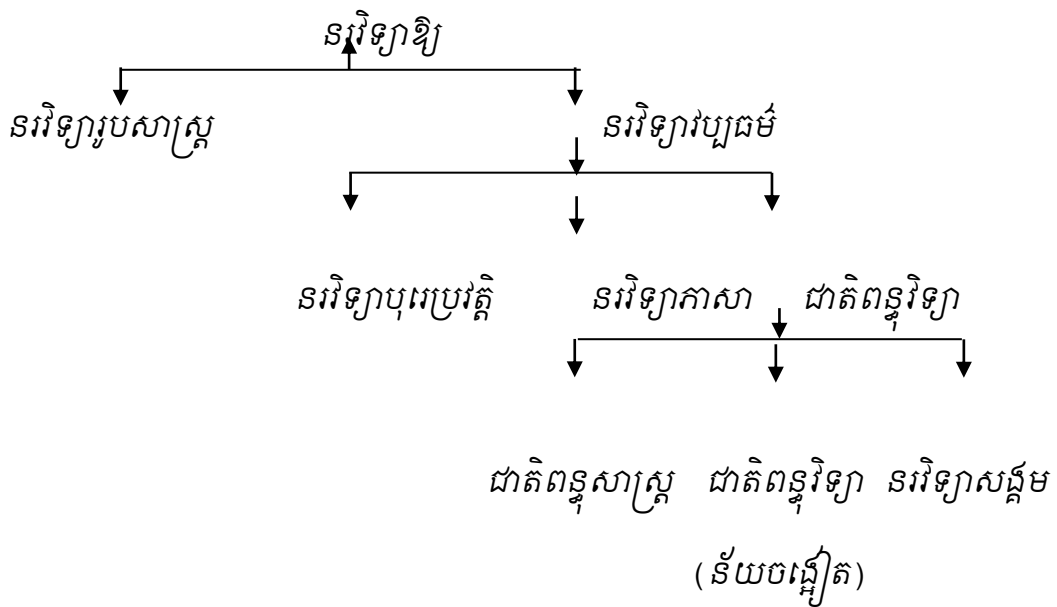 នរវិទ្យាឱ្យ
នរវិទ្យារូបសាស្ត្រ នរវិទ្យាវប្បធម៌
នរវិទ្យាបុរេប្រវត្តិ នរវិទ្យាភាសា ជាតិពន្ធុវិទ្យា
ជាតិពន្ធុសាស្ត្រ ជាតិពន្ធុវិទ្យា នរវិទ្យាសង្គម
(ន័យចង្អៀត)